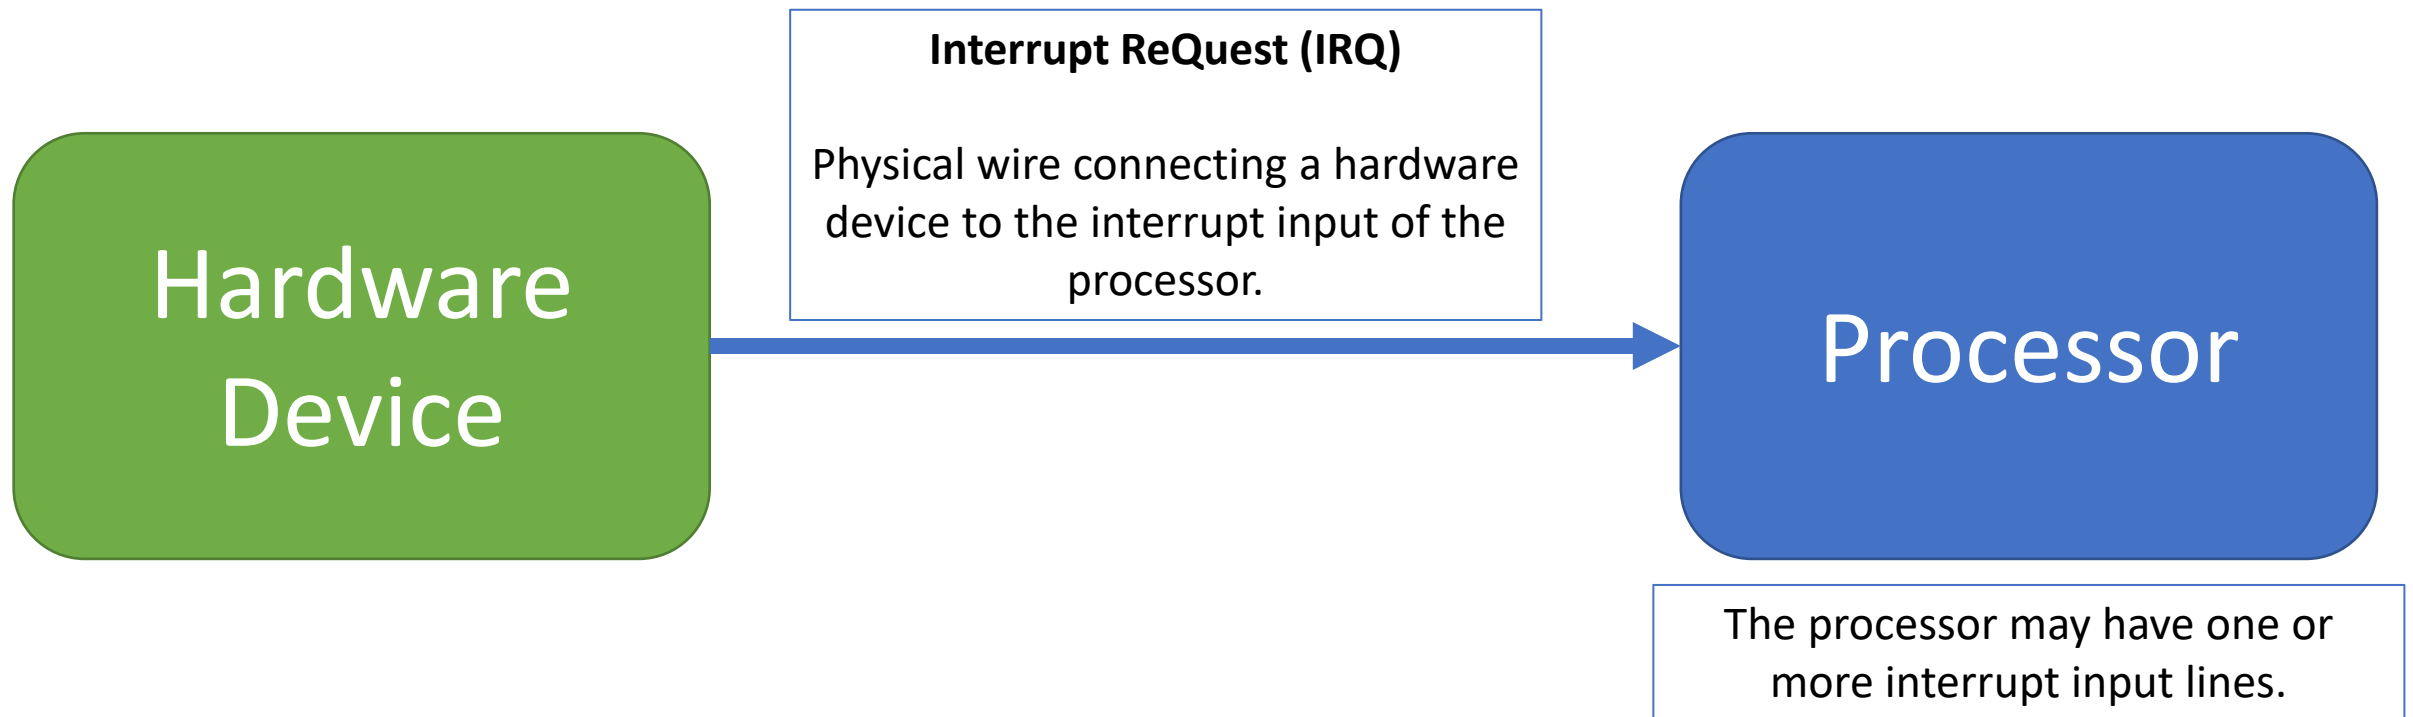 Interrupt ReQuest (IRQ)
Physical wire connecting a hardware
device to the interrupt input of the
processor.
Hardware
Device
Processor
The processor may have one or
more interrupt input lines.